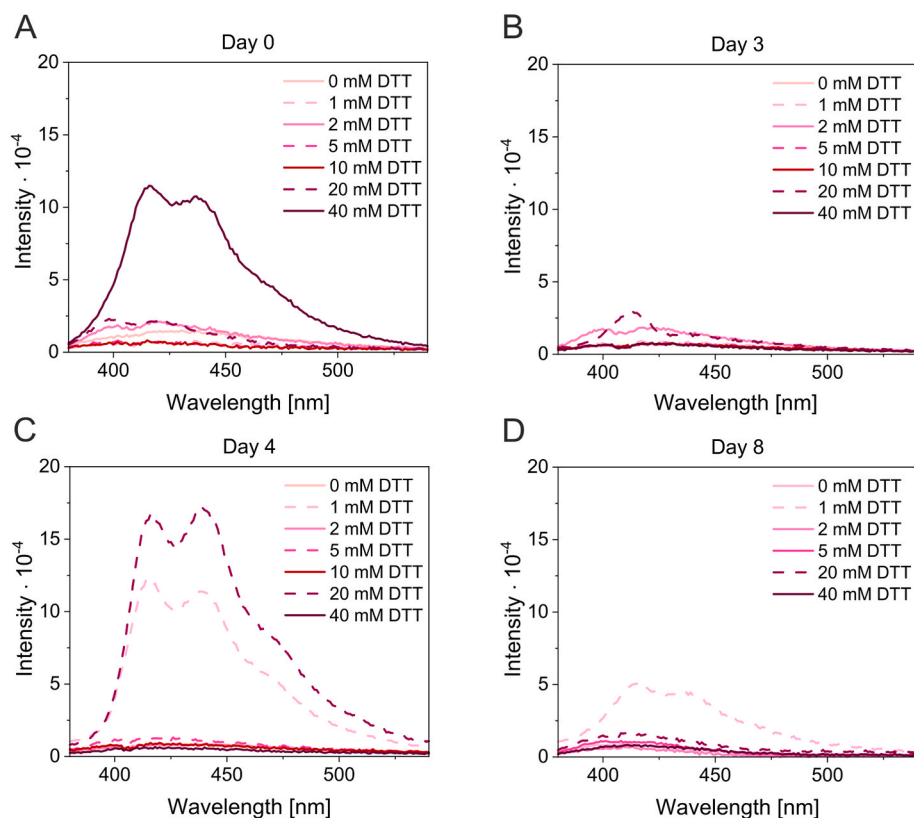 A
Day 0
20
15
10
5
0
Intensity · 10⁻⁴
0 mM DTT
1 mM DTT
2 mM DTT
5 mM DTT
10 mM DTT
20 mM DTT
40 mM DTT
400
450
500
Wavelength [nm]
B
Day 3
20
15
10
5
0
Intensity · 10⁻⁴
0 mM DTT
1 mM DTT
2 mM DTT
5 mM DTT
10 mM DTT
20 mM DTT
40 mM DTT
400
450
500
Wavelength [nm]
C
Day 4
20
15
10
5
0
Intensity · 10⁻⁴
0 mM DTT
1 mM DTT
2 mM DTT
5 mM DTT
10 mM DTT
20 mM DTT
40 mM DTT
400
450
500
Wavelength [nm]
D
Day 8
20
15
10
5
0
Intensity · 10⁻⁴
0 mM DTT
1 mM DTT
2 mM DTT
5 mM DTT
20 mM DTT
40 mM DTT
400
450
500
Wavelength [nm]